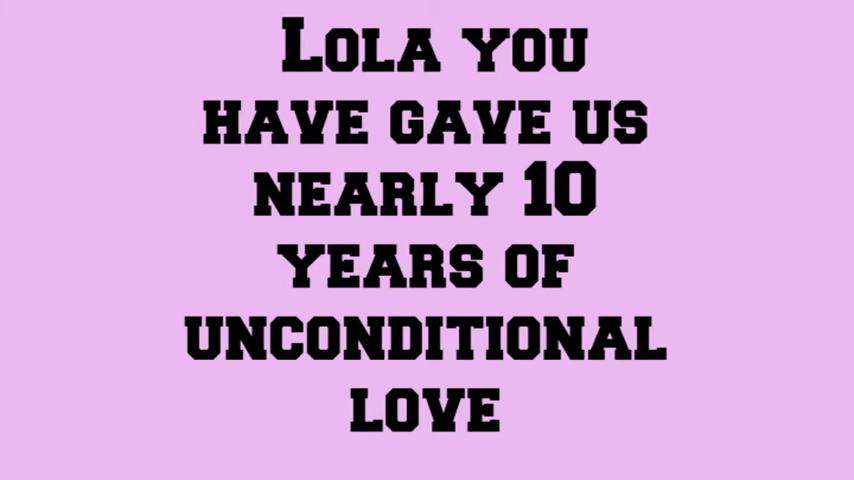 Lola you
have gave us
nearly 10
years of
unconditional
love